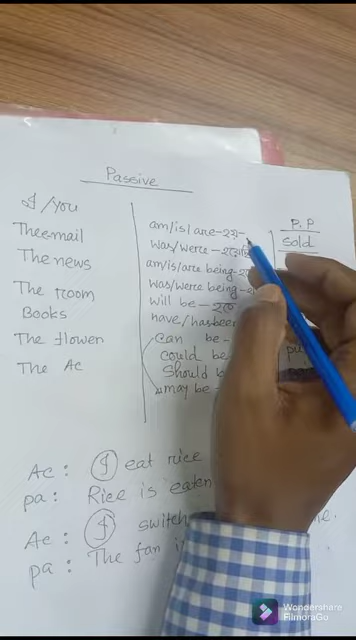 Passive
I/you
The email
The news
The room
Books
The flower
The Ac
am/is/are-হয়
was/were -
am/is/are being-
was/were being-
will be -
have/has been
can be -
could be
Should
may be -
P.P
sold
Ac: I eat rice
pa: Rice is eaten
Ac: I switch
pa: The fan i
Wondershare
FilmoraGo